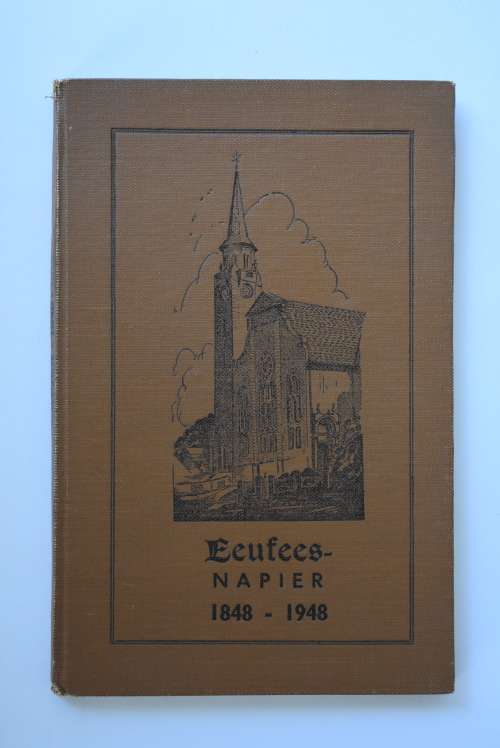 Eeufees-
NAPIER
1848 - 1948